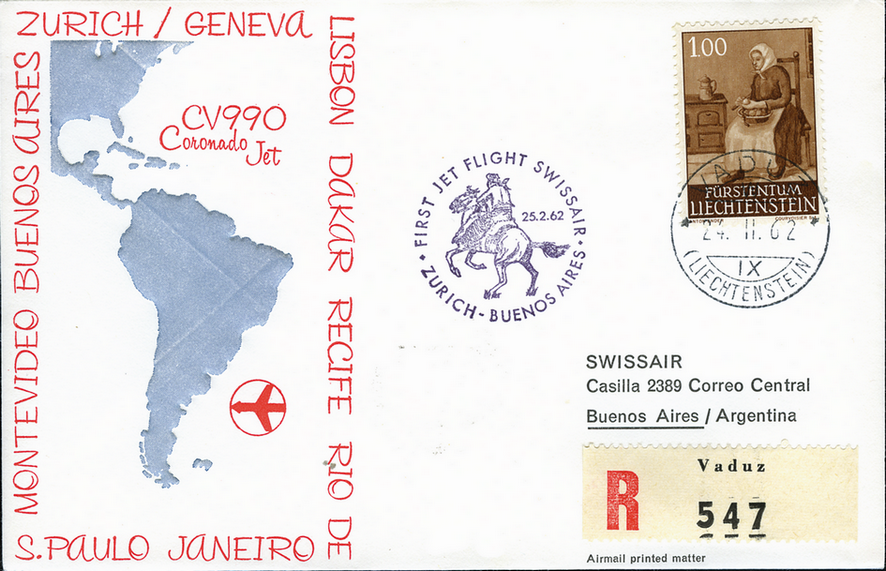 ZURICH / GENEVA
LISBON DAKAR RECIFE RIO DE
S. PAULO JANEIRO
MONTEVIDEO BUENOS AIRES
CV990
Coronado Jet
• FIRST JET FLIGHT SWISSAIR •
25.2.62
ZURICH - BUENOS AIRES
1.00
FÜRSTENTUM
LIECHTENSTEIN
COURVOISIER
24. II. 62
IX
(LIECHTENSTEIN)
SWISSAIR
Casilla 2389 Correo Central
Buenos Aires / Argentina
Vaduz
R
547
Airmail printed matter